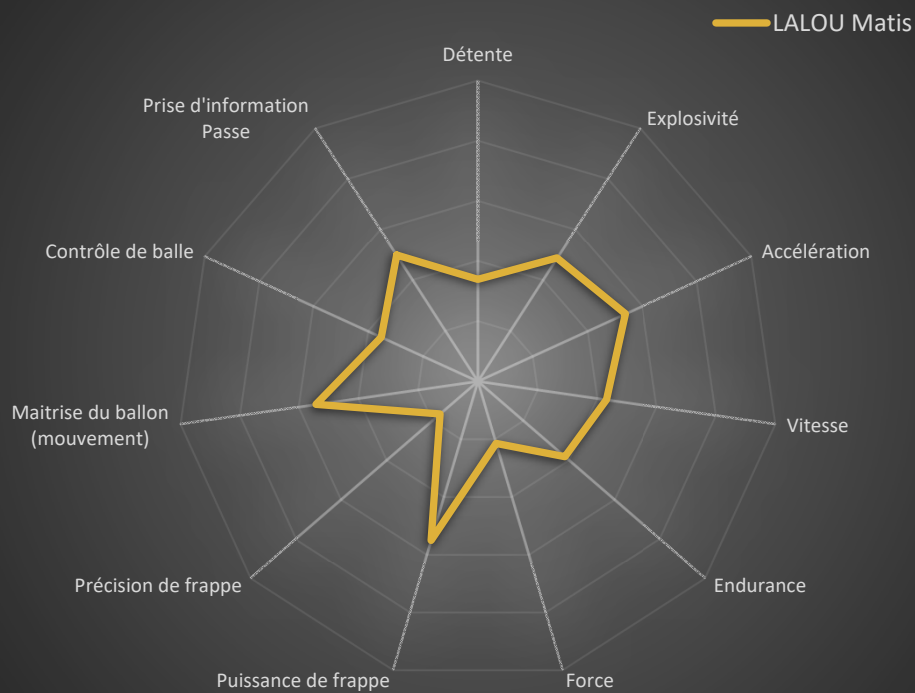 LALOU Matis
Détente
Explosivité
Accélération
Vitesse
Endurance
Force
Puissance de frappe
Précision de frappe
Maitrise du ballon
(mouvement)
Contrôle de balle
Prise d'information
Passe